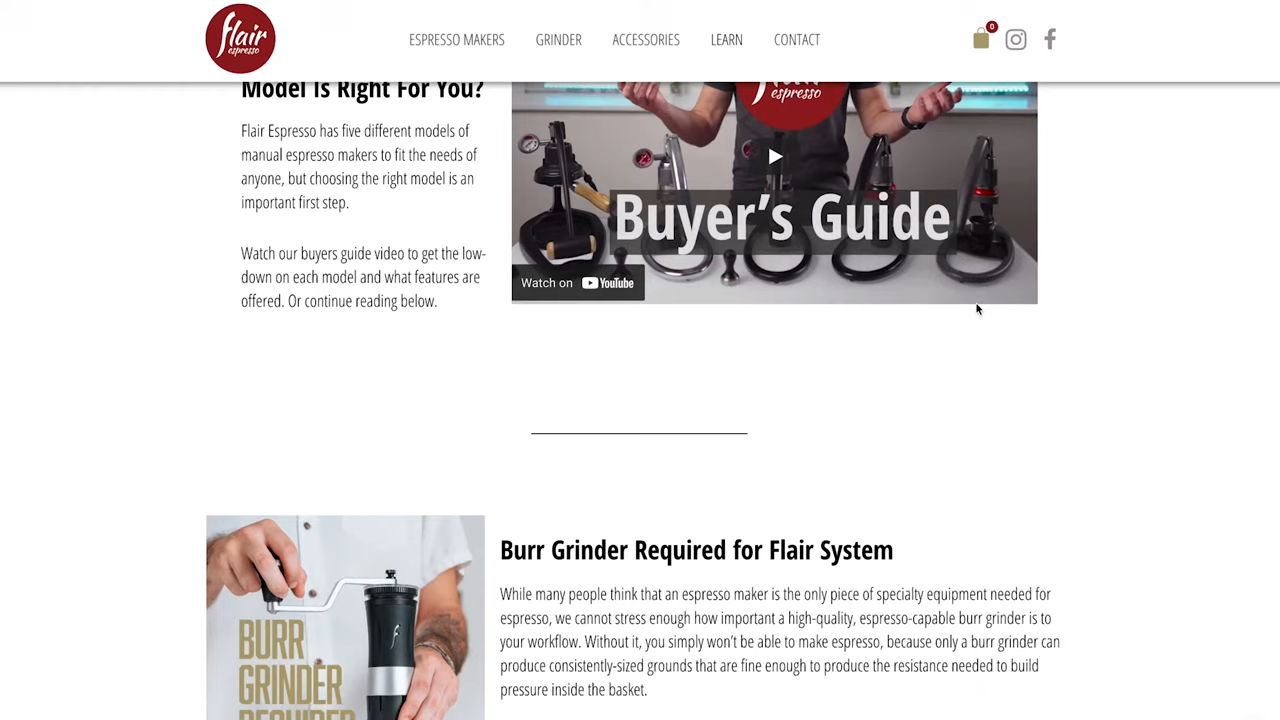 flair
espresso
ESPRESSO MAKERS
GRINDER
ACCESSORIES
LEARN
CONTACT
0
Model Is Right For You?
Flair Espresso has five different models of
manual espresso makers to fit the needs of
anyone, but choosing the right model is an
important first step.
Watch our buyers guide video to get the low-
down on each model and what features are
offered. Or continue reading below.
espresso
Buyer's Guide
Watch on YouTube
BURR
GRINDER
REQUIRED
Burr Grinder Required for Flair System
While many people think that an espresso maker is the only piece of specialty equipment needed for
espresso, we cannot stress enough how important a high-quality, espresso-capable burr grinder is to
your workflow. Without it, you simply won't be able to make espresso, because only a burr grinder can
produce consistently-sized grounds that are fine enough to produce the resistance needed to build
pressure inside the basket.